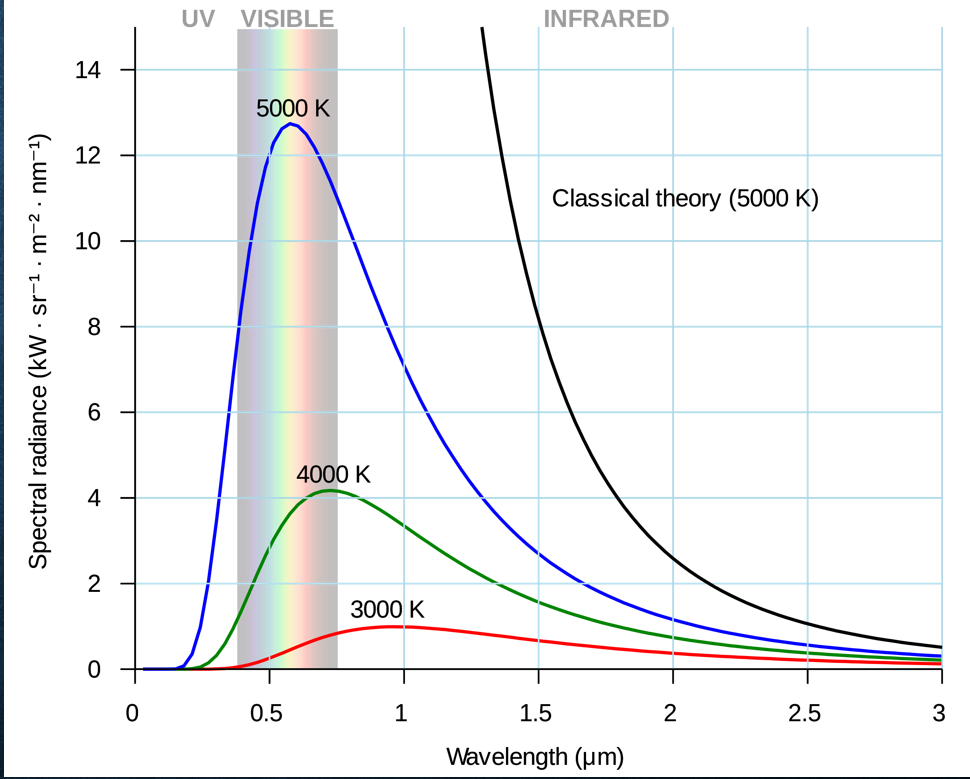 UV VISIBLE INFRARED
14
5000 K
12
Classical theory (5000 K)
10
8
6
4000 K
4
2
3000 K
0
Spectral radiance (kW · sr⁻¹ · m⁻² · nm⁻¹)
0 0.5 1 1.5 2 2.5 3
Wavelength (μm)